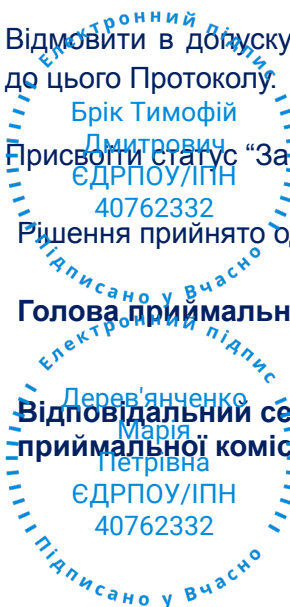 Відмовити в допуску
до цього Протоколу.
Електронний підпис
Брік Тимофій
Дмитрович
ЄДРПОУ/ІПН
40762332
Підписано у Вчасно
Присвоїти статус “За
Рішення прийнято о
Голова приймальн
Електронний підпис
Дерев'янченко
Марія
Петрівна
ЄДРПОУ/ІПН
40762332
Підписано у Вчасно
Відповідальний се
приймальної коміс